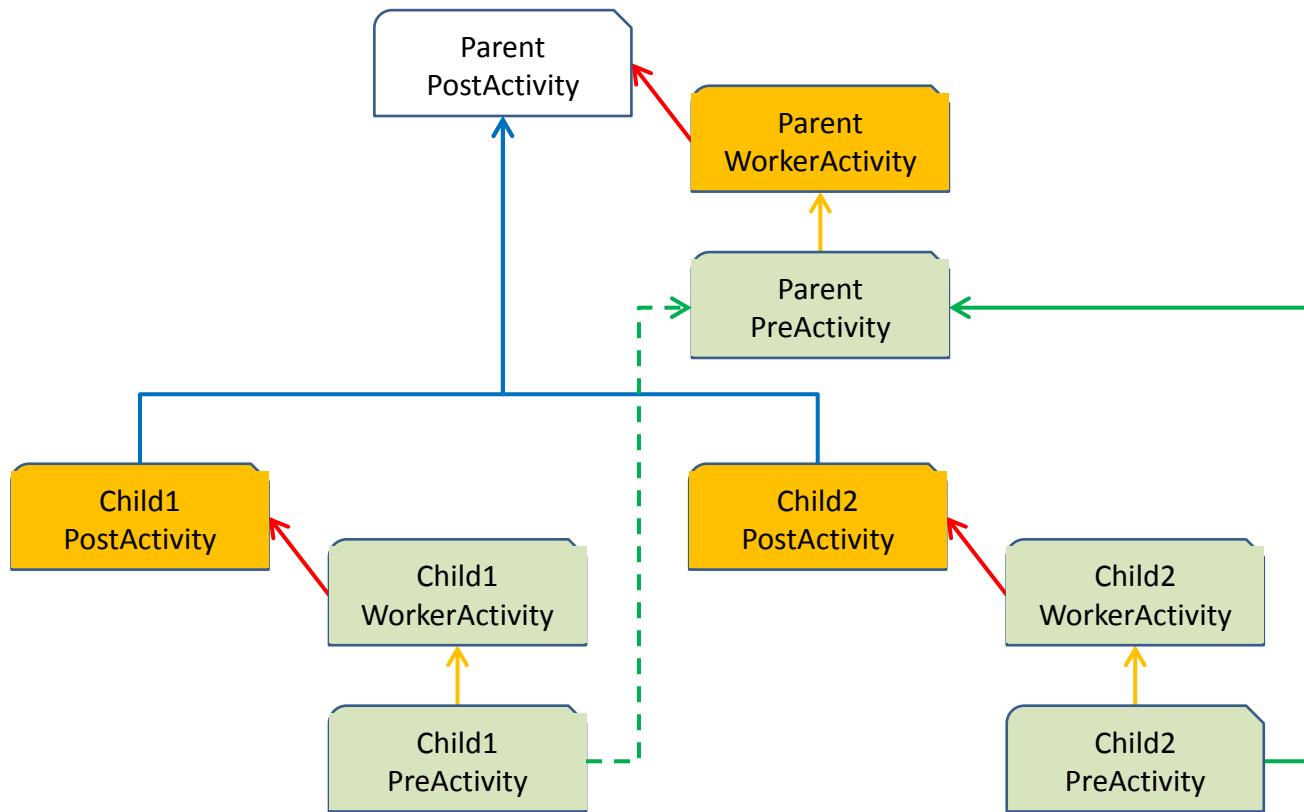 Parent
PostActivity
Parent
WorkerActivity
Parent
PreActivity
Child1
PostActivity
Child2
PostActivity
Child1
WorkerActivity
Child2
WorkerActivity
Child1
PreActivity
Child2
PreActivity